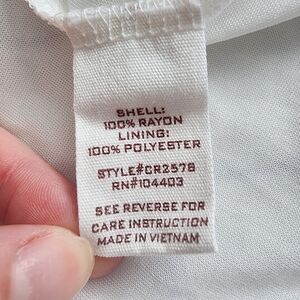 SHELL:
100% RAYON
LINING:
100% POLYESTER
STYLE#CR2578
RN#104403
SEE REVERSE FOR
CARE INSTRUCTION
MADE IN VIETNAM